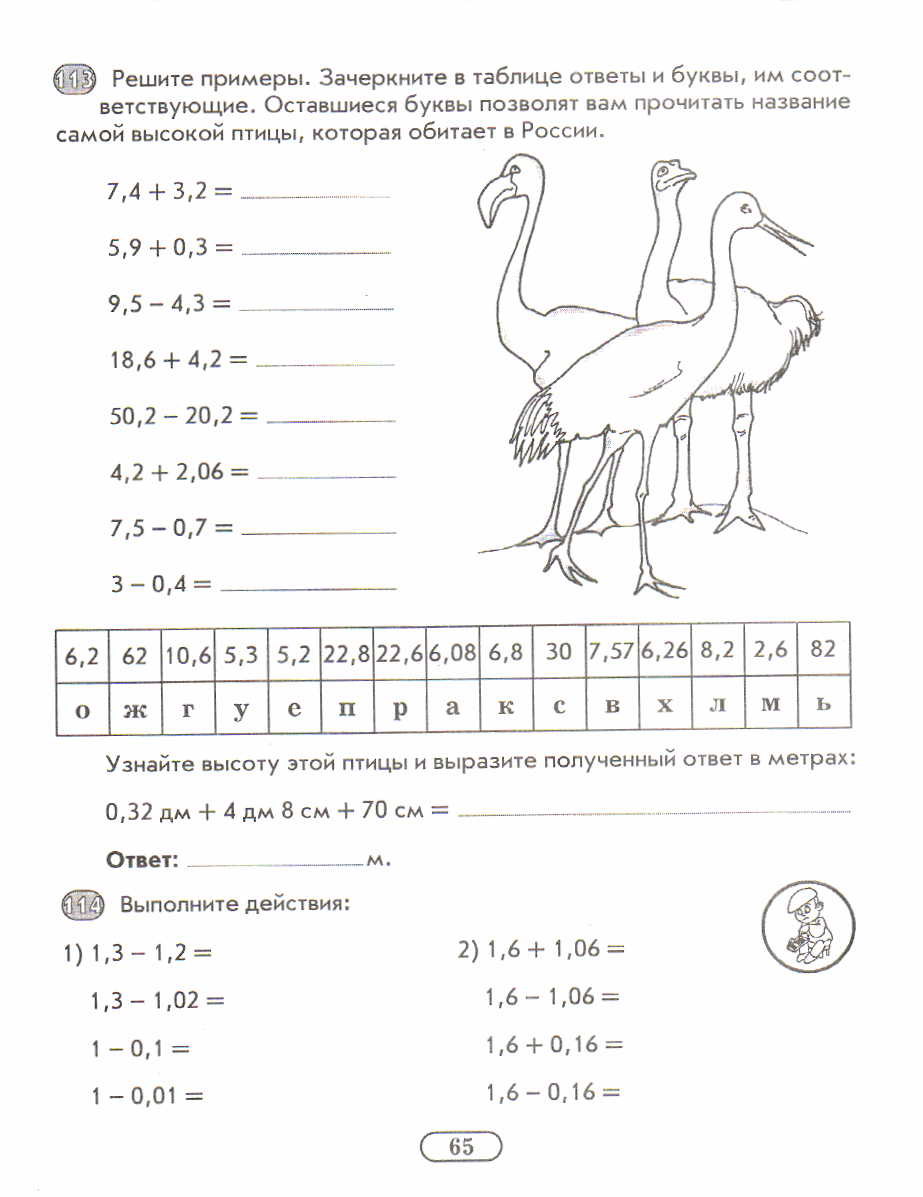 113 Решите примеры. Зачеркните в таблице ответы и буквы, им соот-
ветствующие. Оставшиеся буквы позволят вам прочитать название
самой высокой птицы, которая обитает в России.
7,4 + 3,2 =
5,9 + 0,3 =
9,5 – 4,3 =
18,6 + 4,2 =
50,2 – 20,2 =
4,2 + 2,06 =
7,5 – 0,7 =
3 – 0,4 =
6,2 62 10,6 5,3 5,2 22,8 22,6 6,08 6,8 30 7,57 6,26 8,2 2,6 82
о ж г у е п р а к с в х л м ь
Узнайте высоту этой птицы и выразите полученный ответ в метрах:
0,32 дм + 4 дм 8 см + 70 см =
Ответ: м.
114 Выполните действия:
1) 1,3 – 1,2 =
1,3 – 1,02 =
1 – 0,1 =
1 – 0,01 =
2) 1,6 + 1,06 =
1,6 – 1,06 =
1,6 + 0,16 =
1,6 – 0,16 =
65